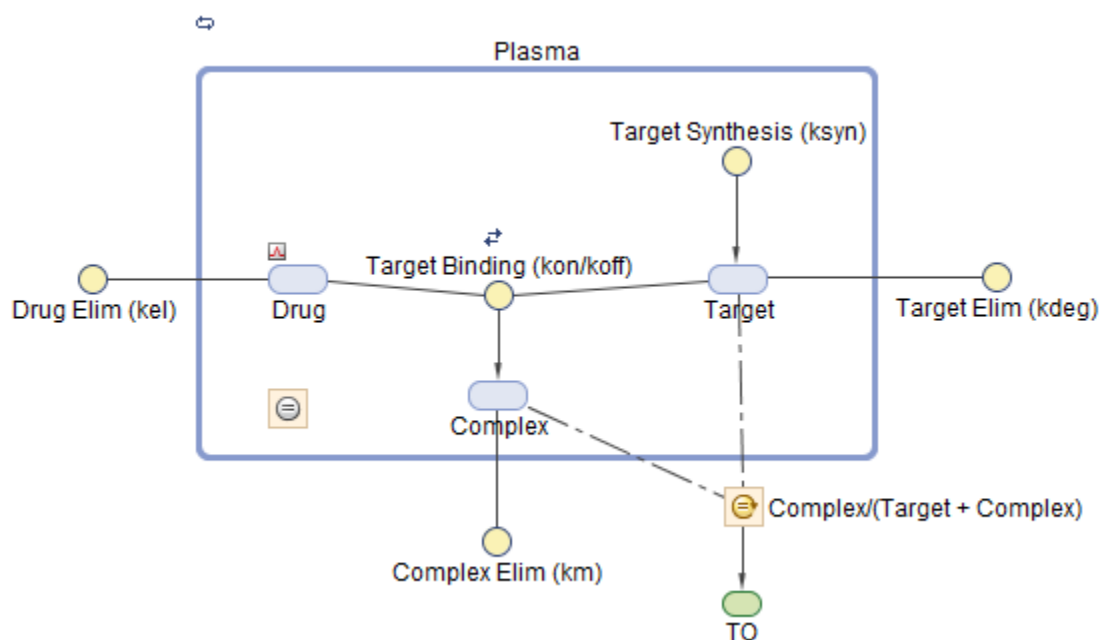 Plasma
Target Synthesis (ksyn)
Target Binding (kon/koff)
Drug Elim (kel)
Drug
Target
Target Elim (kdeg)
Complex
Complex/(Target + Complex)
Complex Elim (km)
TO